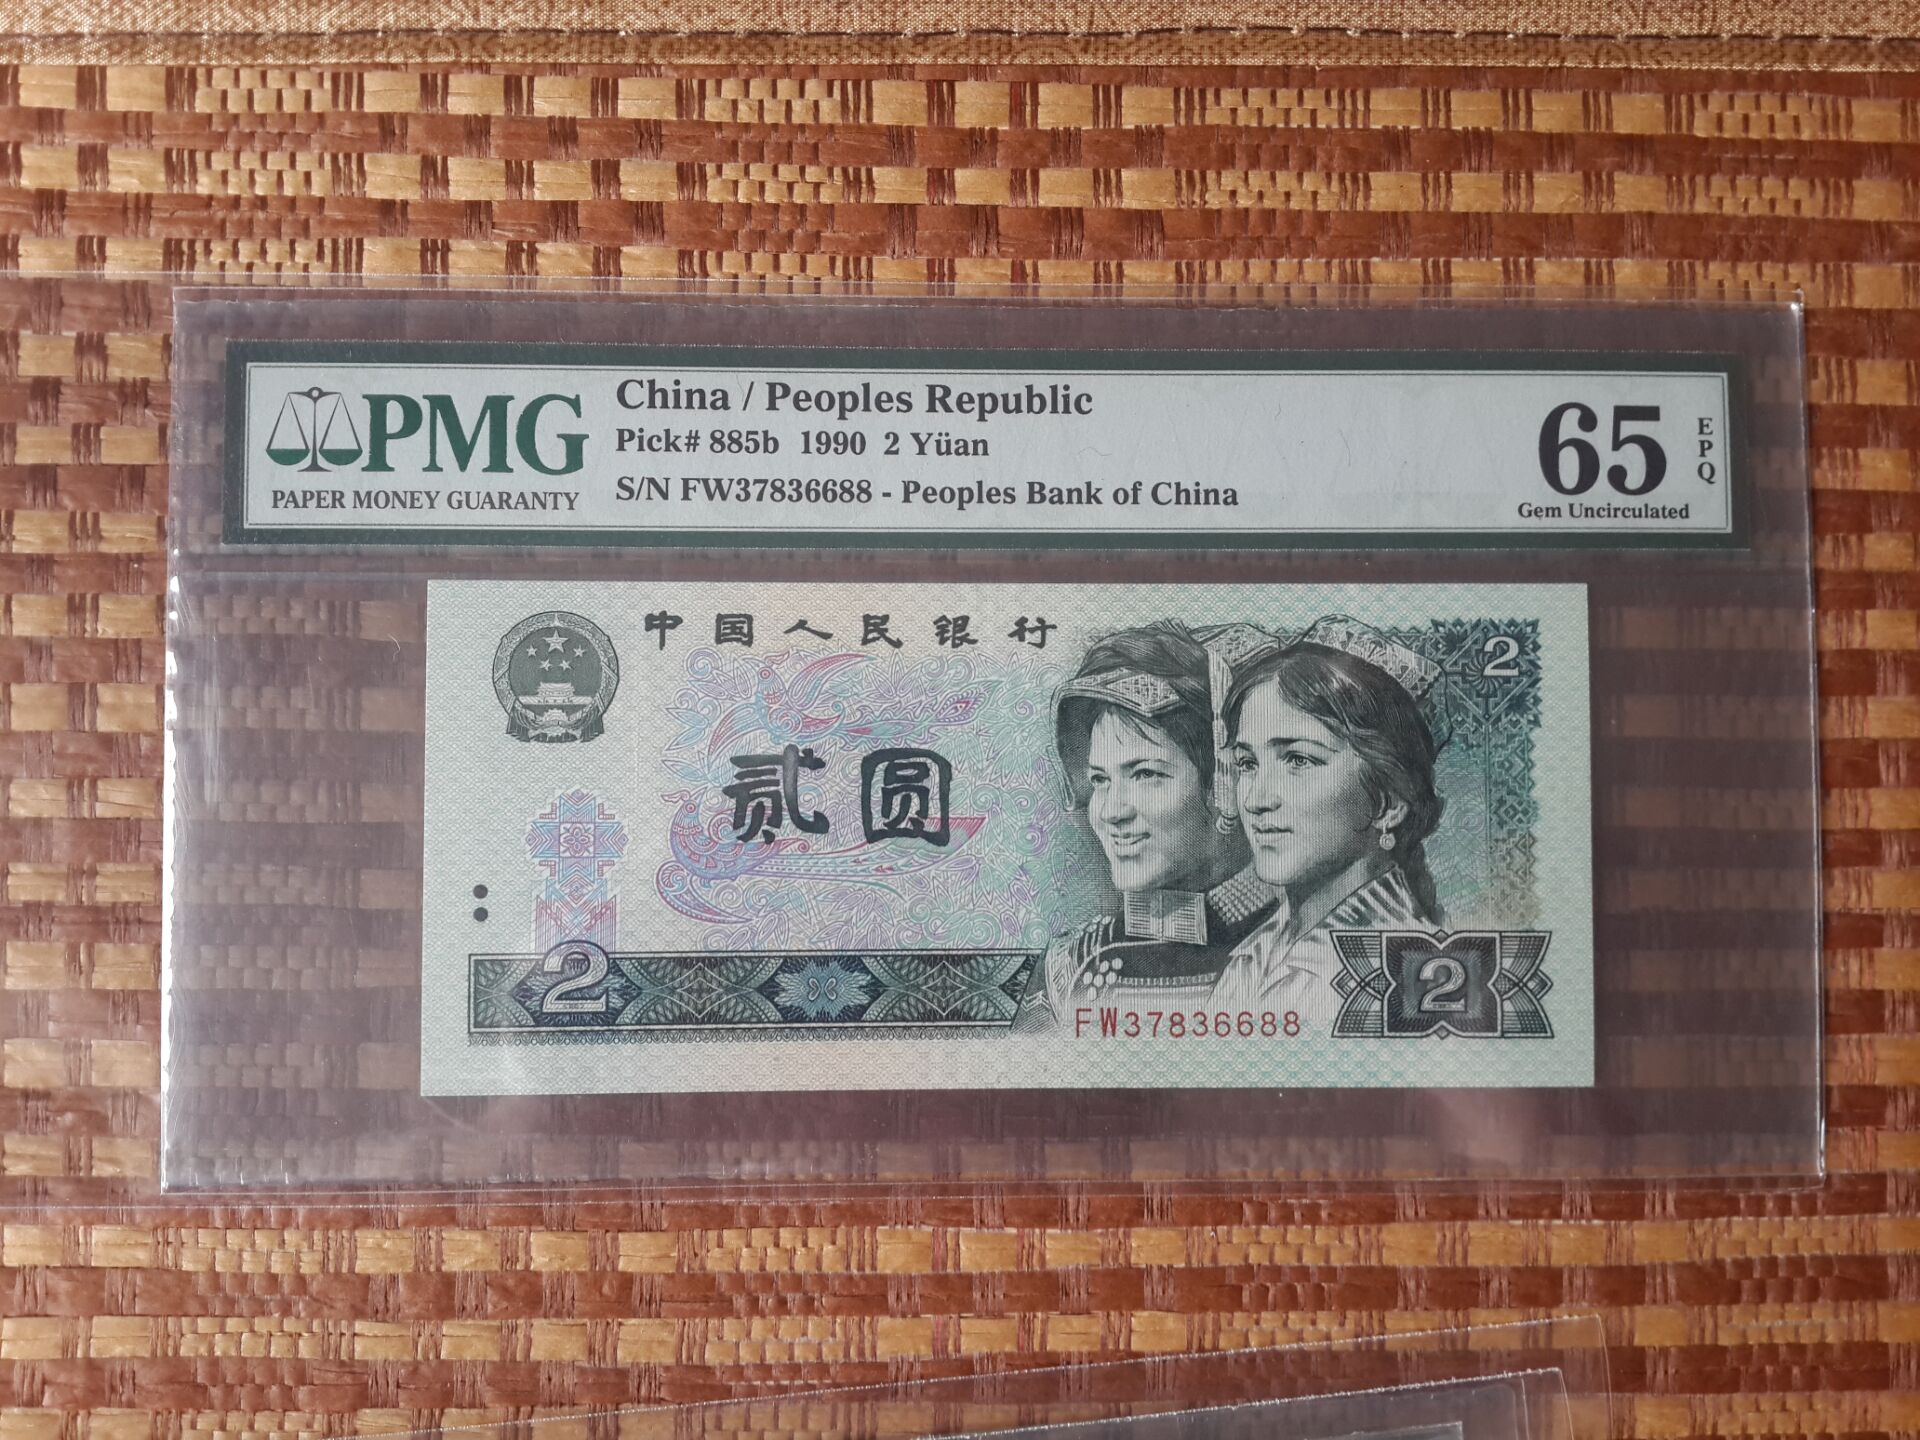 PMG
PAPER MONEY GUARANTY
China / Peoples Republic
Pick# 885b 1990 2 Yüan
S/N FW37836688 - Peoples Bank of China
65
EPQ
Gem Uncirculated
中国人民银行
2
贰圆
2
2
FW37836688